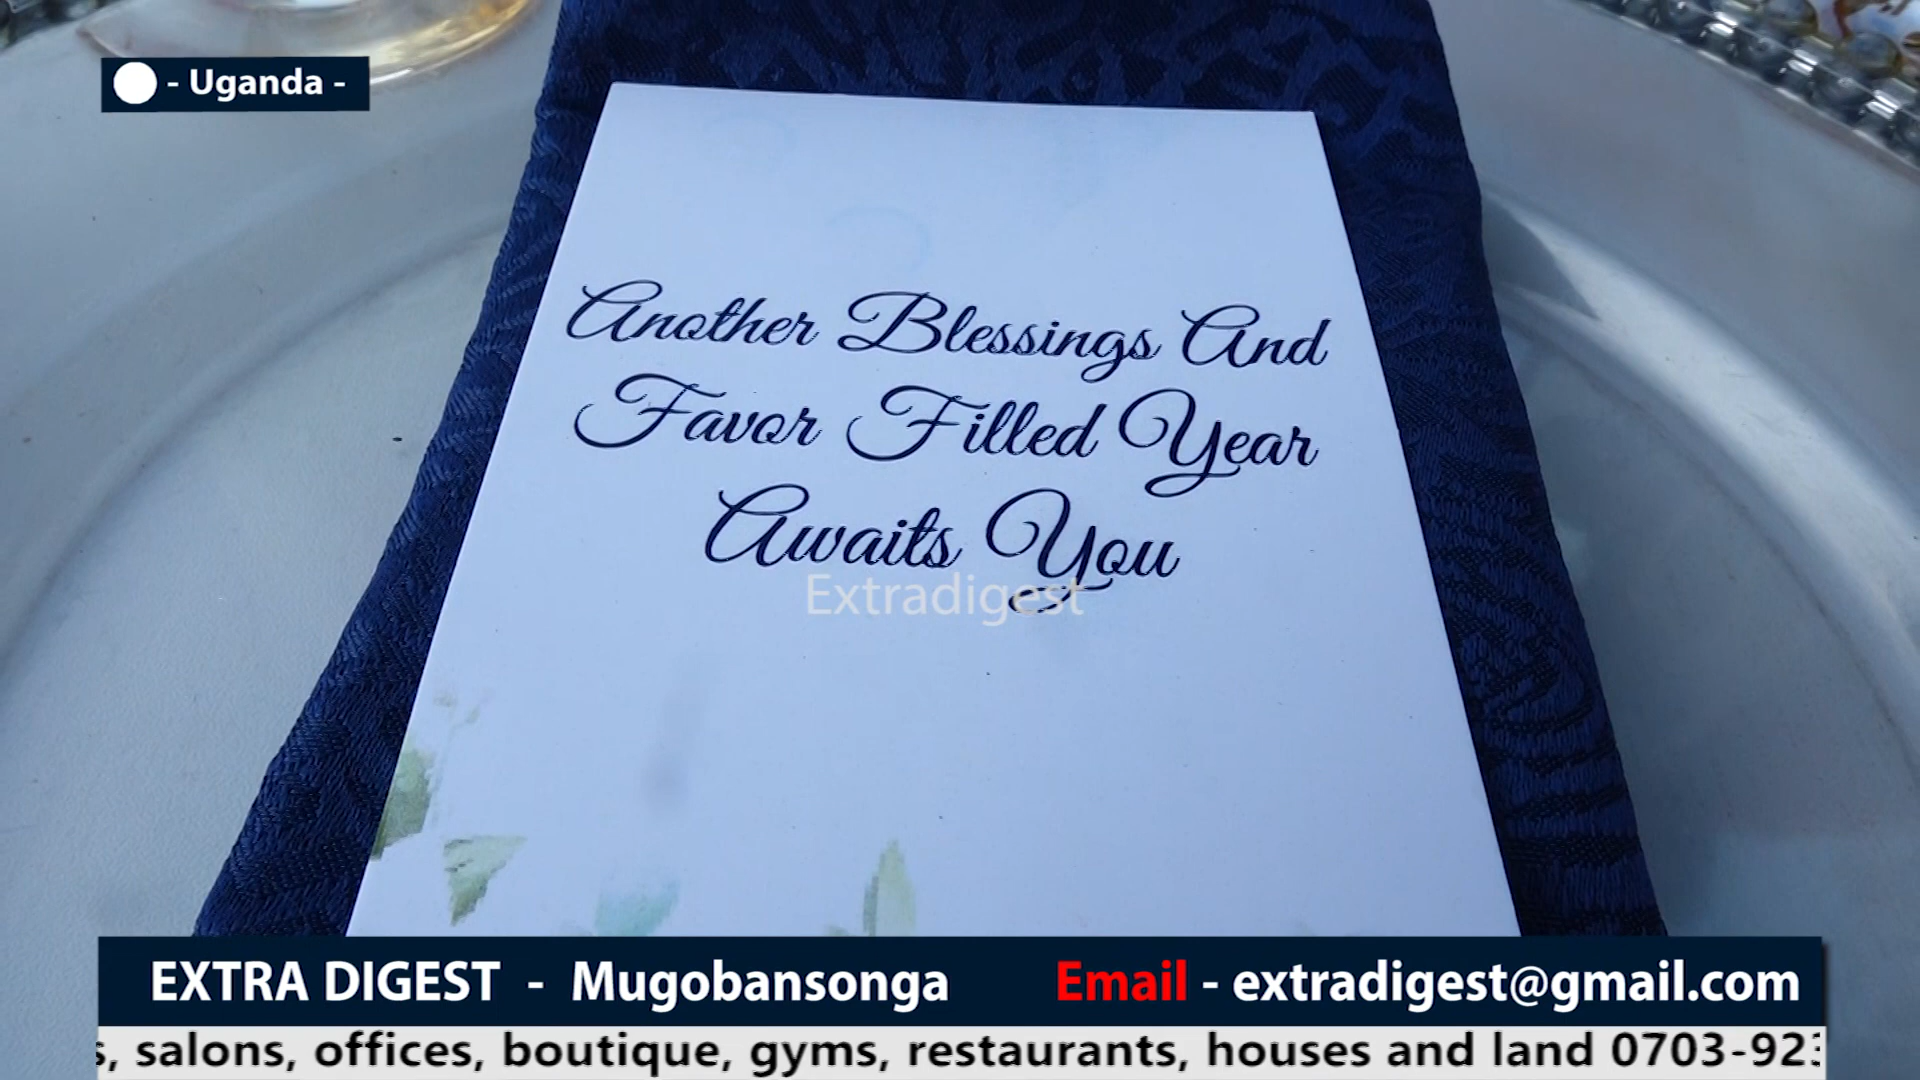 - Uganda -
Another Blessings And
Favor Filled Year
Awaits You
Extradigest
EXTRA DIGEST - Mugobansonga Email - extradigest@gmail.com
, salons, offices, boutique, gyms, restaurants, houses and land 0703-92